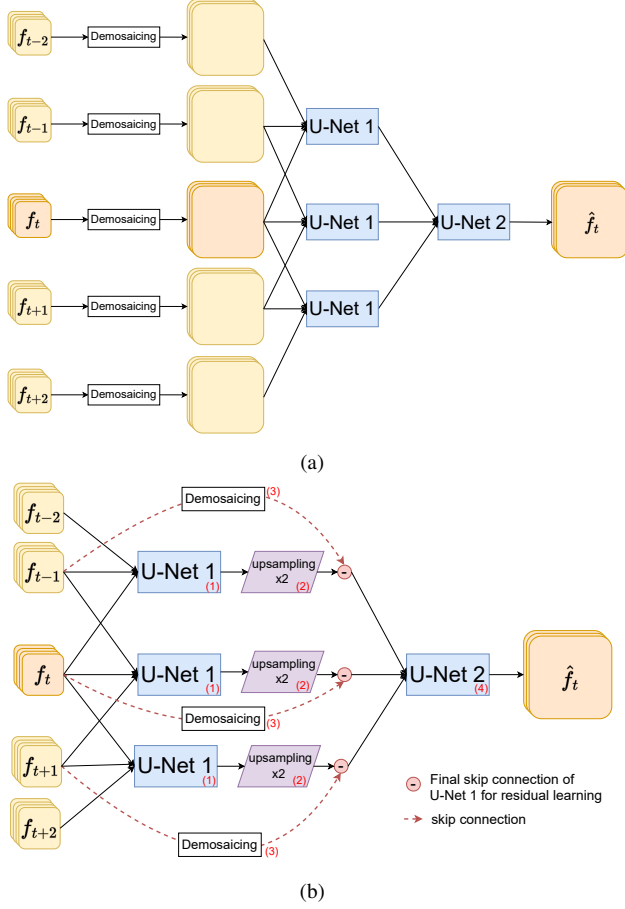 f_{t-2} Demosaicing
f_{t-1} Demosaicing
U-Net 1
f_t Demosaicing
U-Net 1
U-Net 2
\hat{f}_t
f_{t+1} Demosaicing
U-Net 1
f_{t+2} Demosaicing
(a)
Demosaicing (3)
f_{t-2}
f_{t-1}
U-Net 1 (1)
upsampling
x2 (2)
-
f_t
U-Net 1 (1)
upsampling
x2 (2)
-
U-Net 2 (4)
\hat{f}_t
Demosaicing (3)
f_{t+1}
U-Net 1 (1)
upsampling
x2 (2)
-
f_{t+2}
Demosaicing (3)
- Final skip connection of
U-Net 1 for residual learning
skip connection
(b)